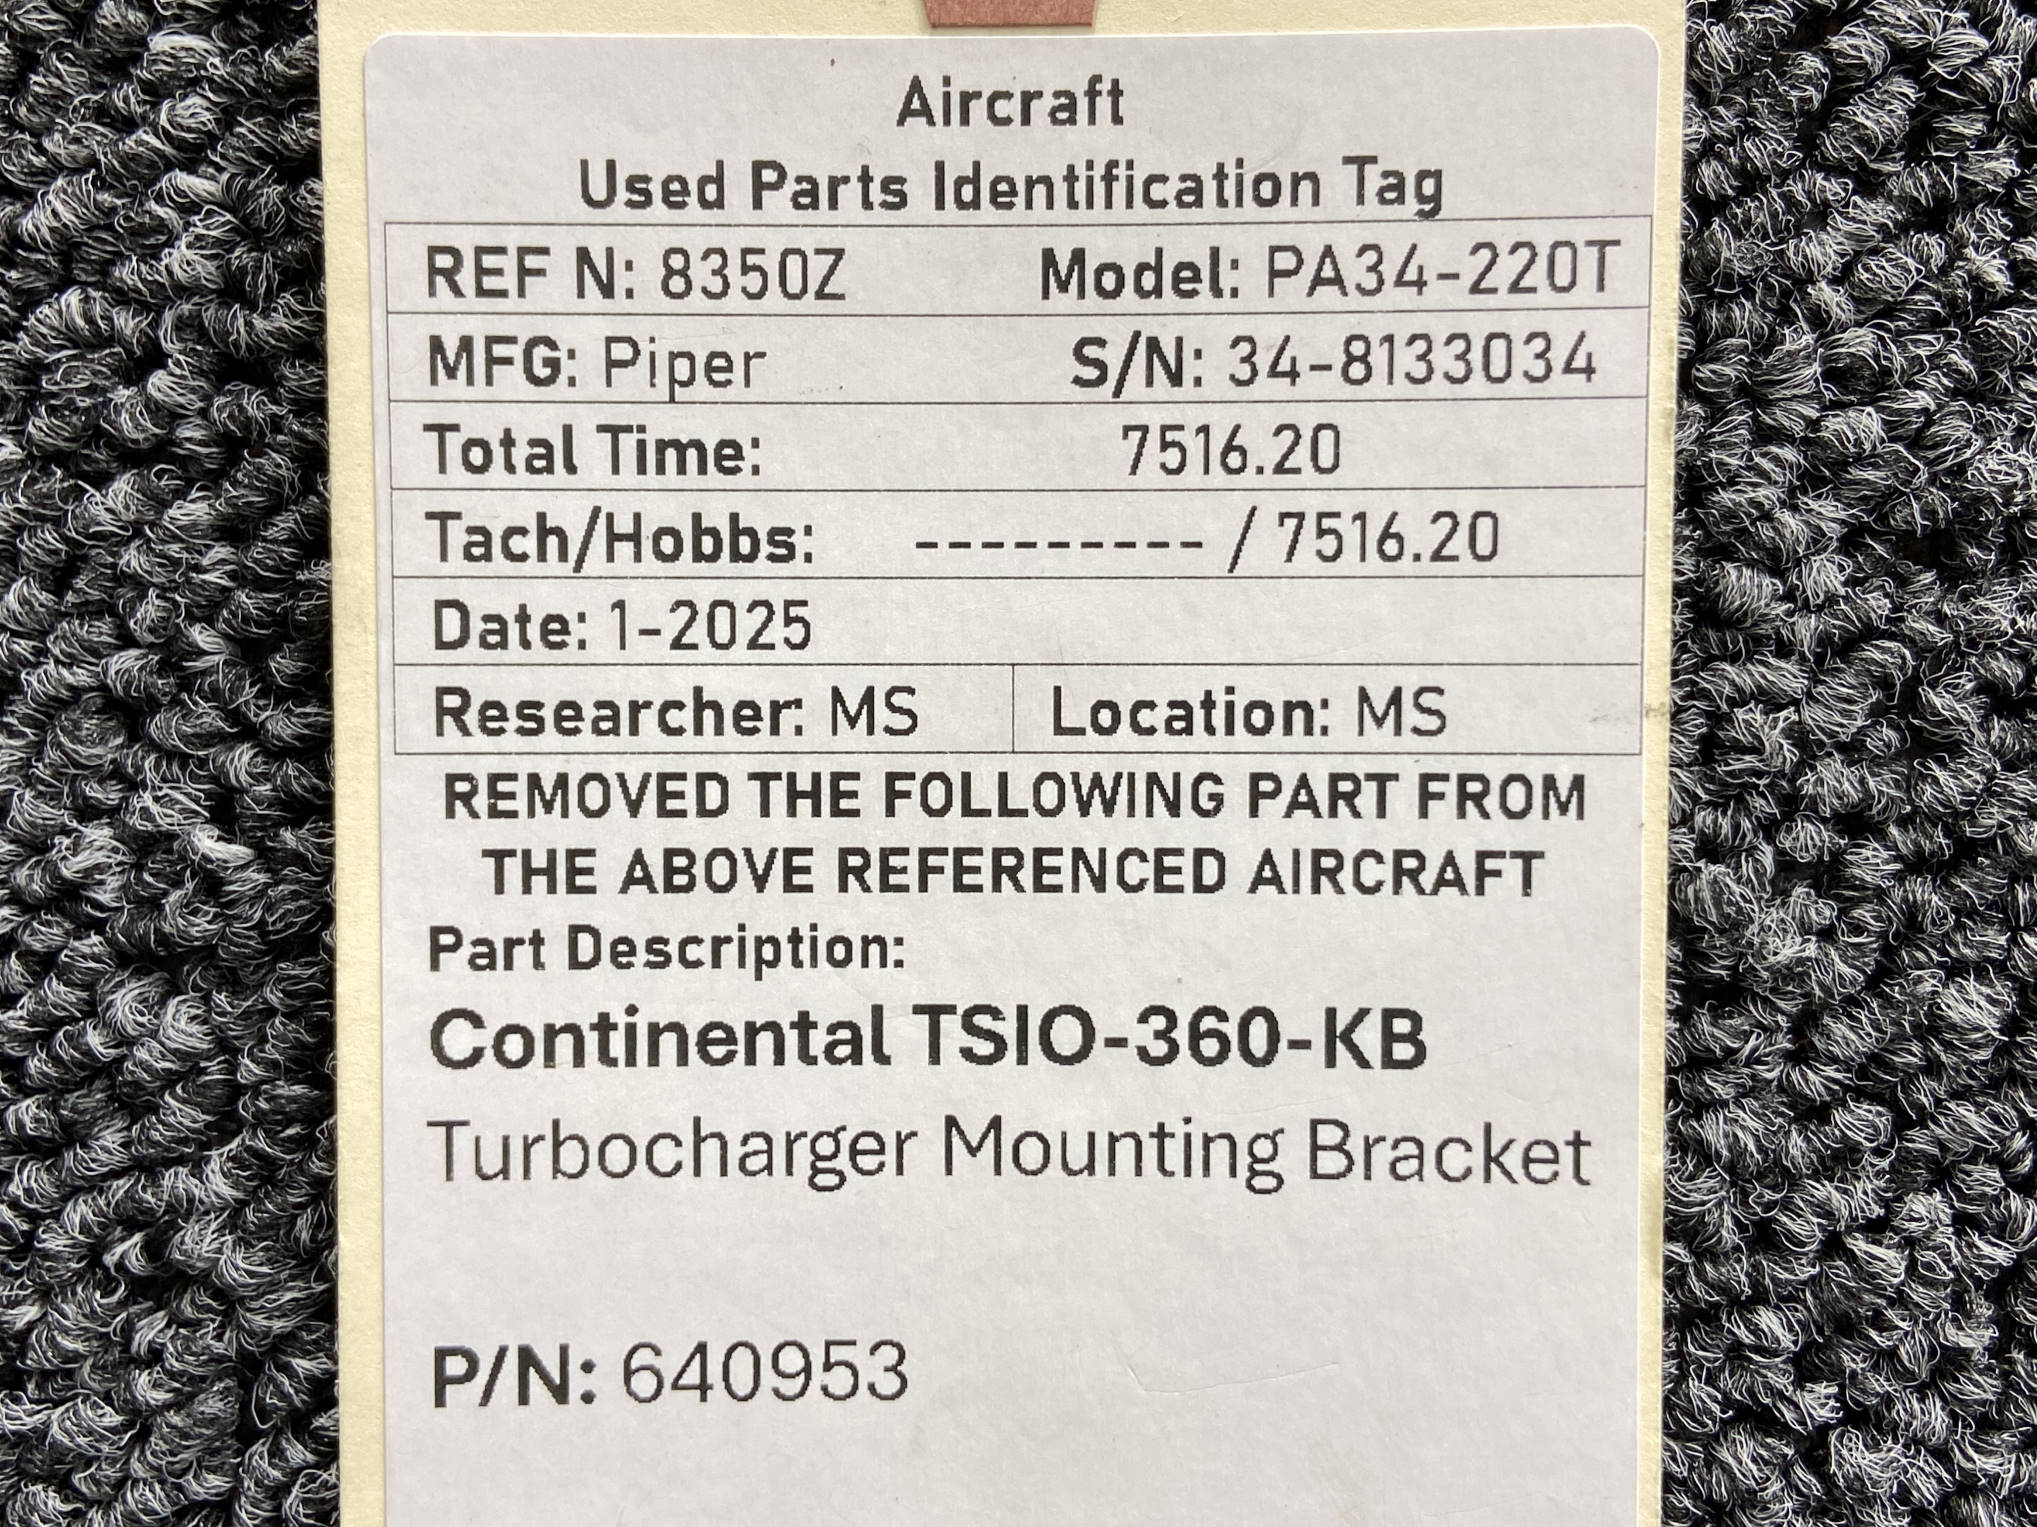 Aircraft
Used Parts Identification Tag
REF N: 8350Z Model: PA34-220T
MFG: Piper S/N: 34-8133034
Total Time: 7516.20
Tach/Hobbs: --------- / 7516.20
Date: 1-2025
Researcher: MS Location: MS
REMOVED THE FOLLOWING PART FROM
THE ABOVE REFERENCED AIRCRAFT
Part Description:
Continental TSIO-360-KB
Turbocharger Mounting Bracket
P/N: 640953